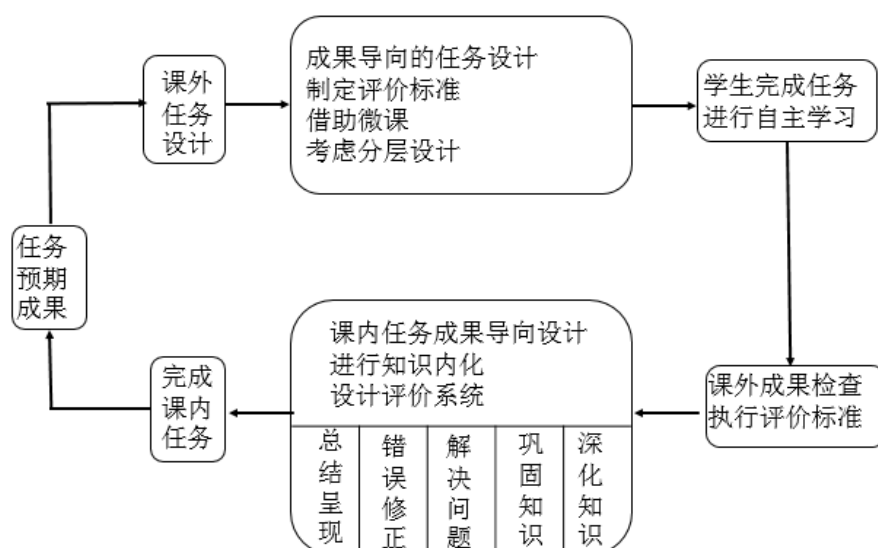 课外
任务
设计
成果导向的任务设计
制定评价标准
借助微课
考虑分层设计
学生完成任务
进行自主学习
任务
预期
成果
课内任务成果导向设计
进行知识内化
设计评价系统
完成
课内
任务
课外成果检查
执行评价标准
总结呈现
错误修正
解决问题
巩固知识
深化知识